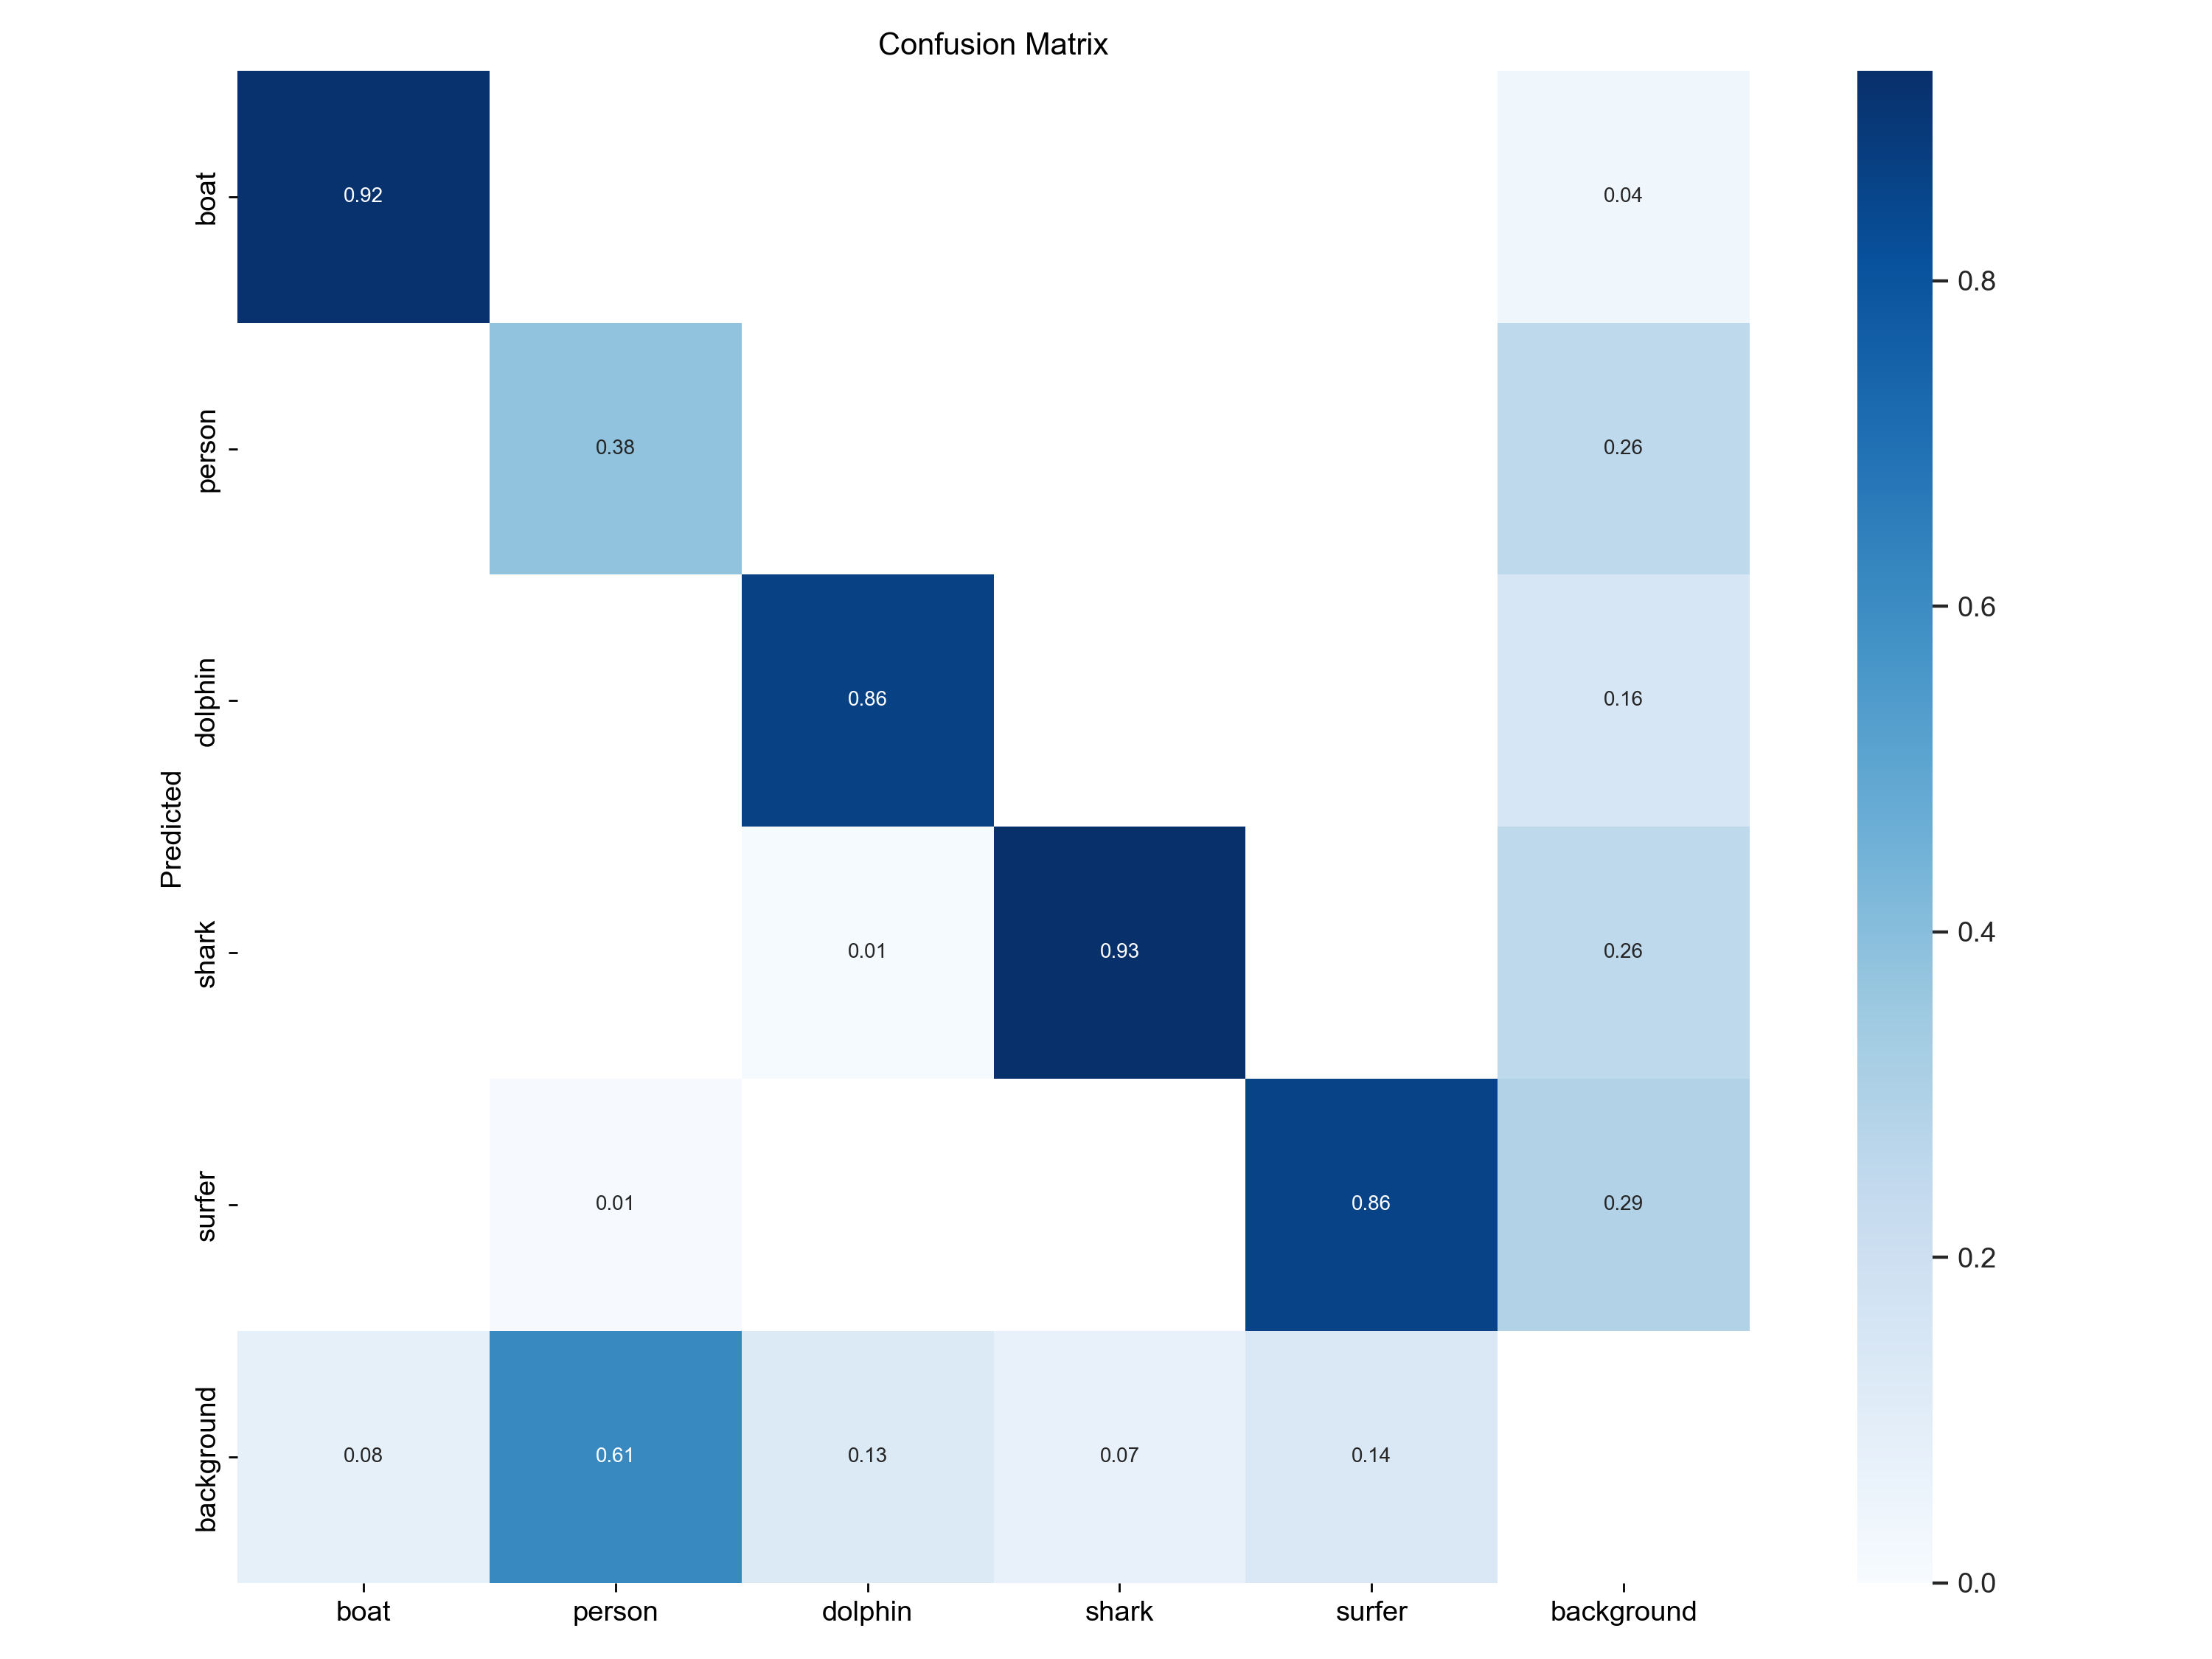 Confusion Matrix
boat
0.92
0.04
person
0.38
0.26
dolphin
0.86
0.16
Predicted
shark
0.01
0.93
0.26
surfer
0.01
0.86
0.29
background
0.08
0.61
0.13
0.07
0.14
boat
person
dolphin
shark
surfer
background
0.8
0.6
0.4
0.2
0.0